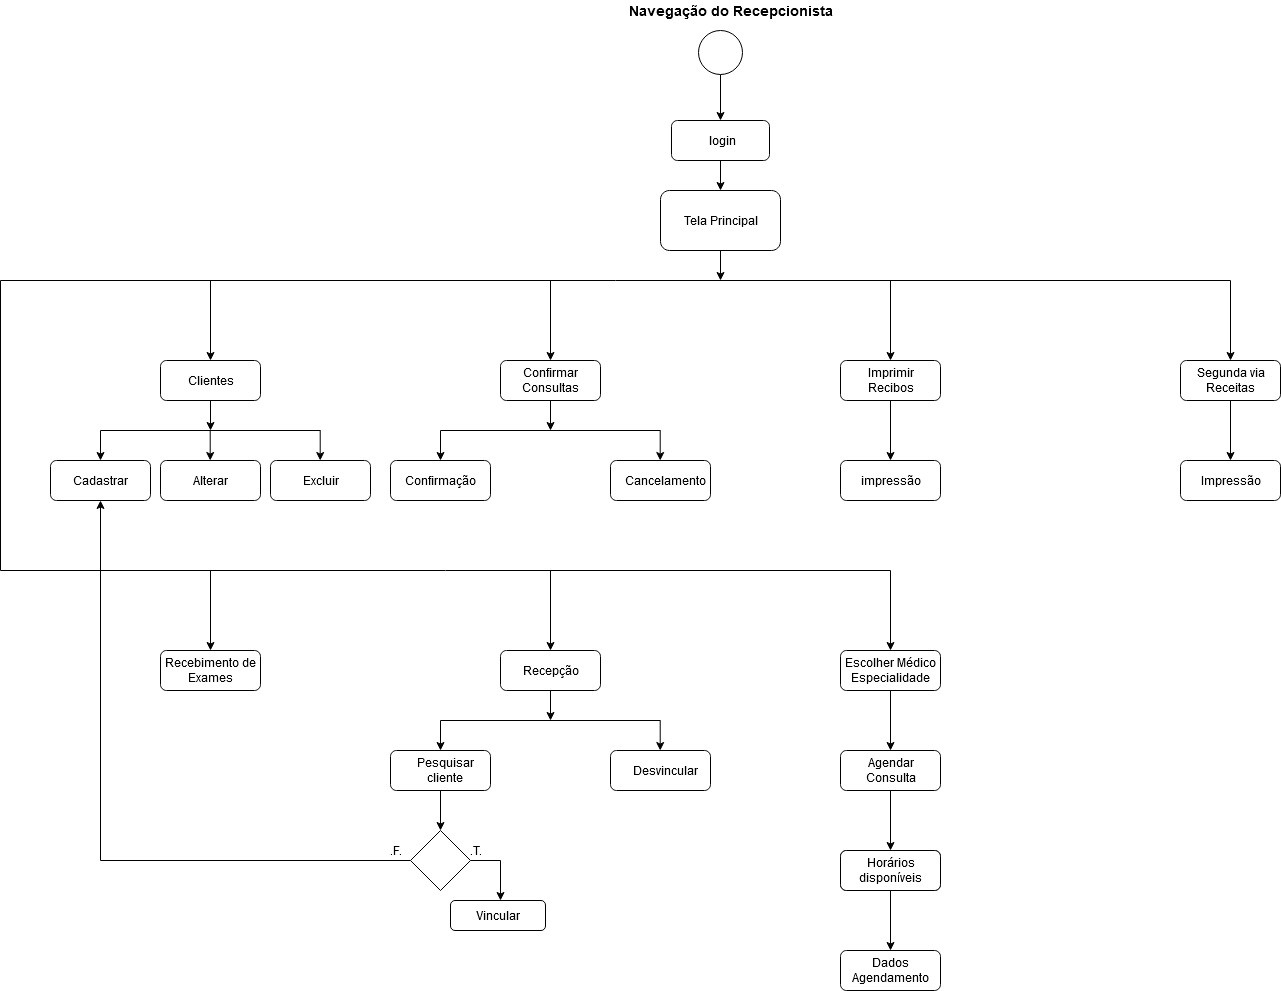 Navegação do Recepcionista
login
Tela Principal
Clientes
Confirmar
Consultas
Imprimir
Recibos
Segunda via
Receitas
Cadastrar
Alterar
Excluir
Confirmação
Cancelamento
impressão
Impressão
Recebimento de
Exames
Recepção
Escolher Médico
Especialidade
Pesquisar
cliente
Desvincular
Agendar
Consulta
.F.
.T.
Horários
disponíveis
Vincular
Dados
Agendamento